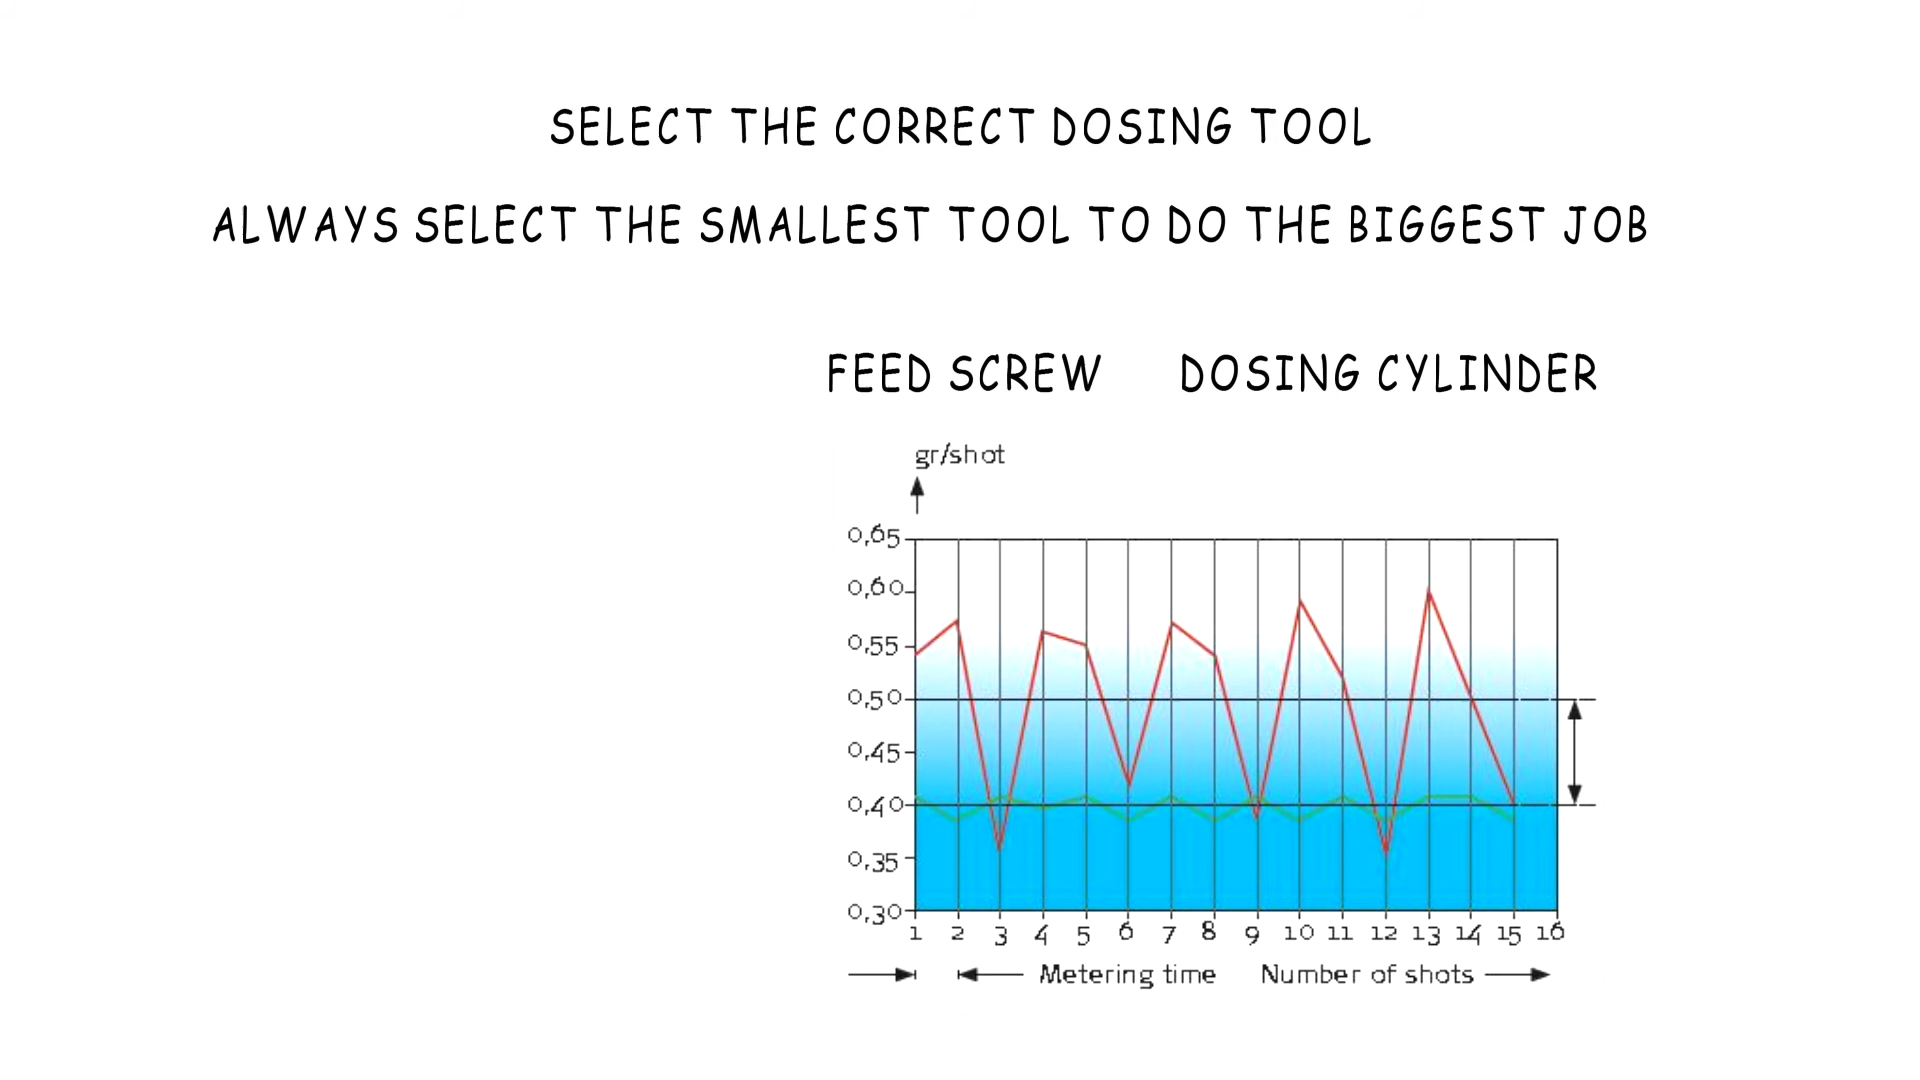 SELECT THE CORRECT DOSING TOOL
ALWAYS SELECT THE SMALLEST TOOL TO DO THE BIGGEST JOB
FEED SCREW DOSING CYLINDER
gr/shot
0,65
0,60
0,55
0,50
0,45
0,40
0,35
0,30
1 2 3 4 5 6 7 8 9 10 11 12 13 14 15 16
Metering time Number of shots